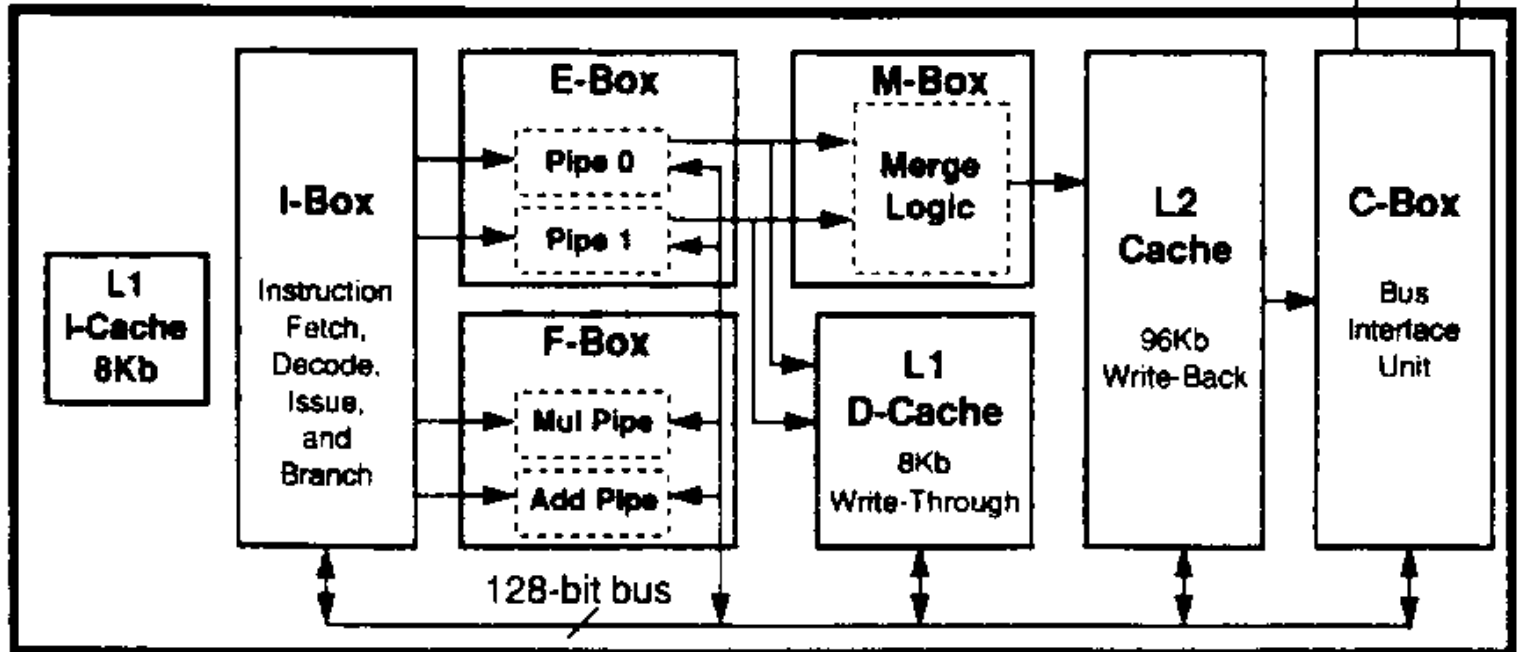 L1
I-Cache
8Kb
I-Box
Instruction
Fetch,
Decode,
Issue,
and
Branch
E-Box
Pipe 0
Pipe 1
F-Box
Mul Pipe
Add Pipe
M-Box
Merge
Logic
L1
D-Cache
8Kb
Write-Through
L2
Cache
96Kb
Write-Back
C-Box
Bus
Interface
Unit
128-bit bus